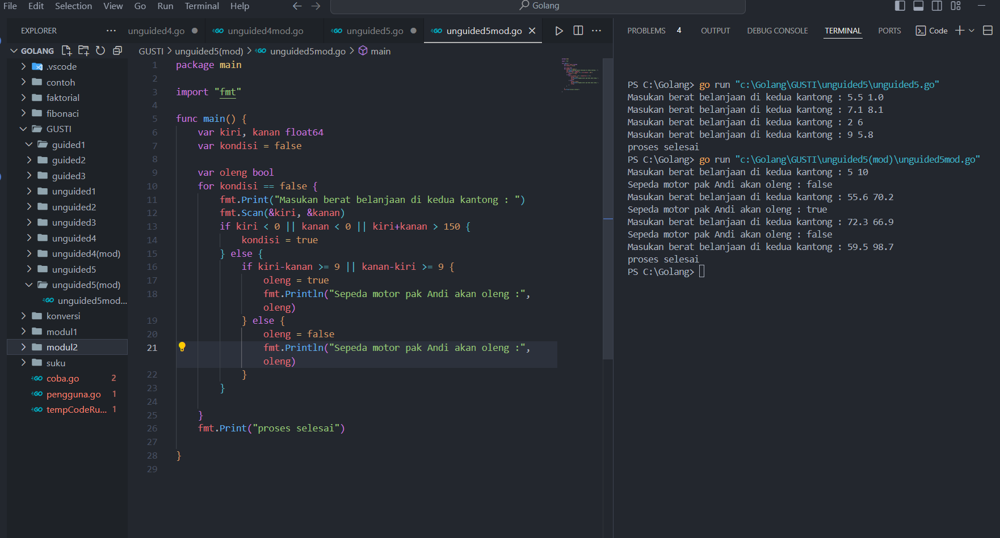 File Edit Selection View Go Run Terminal Help Golang
EXPLORER
unguided4.go unguided4mod.go unguided5.go unguided5mod.go
PROBLEMS 4 OUTPUT DEBUG CONSOLE TERMINAL PORTS Code
GOLANG
.vscode
contoh
faktorial
fibonaci
GUSTI
guided1
guided2
guided3
unguided1
unguided2
unguided3
unguided4
unguided4(mod)
unguided5
unguided5(mod)
unguided5mod...
konversi
modul1
modul2
suku
coba.go 2
pengguna.go 1
tempCodeRu... 1
GUSTI > unguided5(mod) > unguided5mod.go > main
1 package main
2
3 import "fmt"
4
5 func main() {
6 var kiri, kanan float64
7 var kondisi = false
8
9 var oleng bool
10 for kondisi == false {
11 fmt.Print("Masukan berat belanjaan di kedua kantong : ")
12 fmt.Scan(&kiri, &kanan)
13 if kiri < 0 || kanan < 0 || kiri+kanan > 150 {
14 kondisi = true
15 } else {
16 if kiri-kanan >= 9 || kanan-kiri >= 9 {
17 oleng = true
18 fmt.Println("Sepeda motor pak Andi akan oleng :",
oleng)
19 } else {
20 oleng = false
21 fmt.Println("Sepeda motor pak Andi akan oleng :",
oleng)
22 }
23 }
24
25 }
26 fmt.Print("proses selesai")
27
28 }
29
PS C:\Golang> go run "c:\Golang\GUSTI\unguided5\unguided5.go"
Masukan berat belanjaan di kedua kantong : 5.5 1.0
Masukan berat belanjaan di kedua kantong : 7.1 8.1
Masukan berat belanjaan di kedua kantong : 2 6
Masukan berat belanjaan di kedua kantong : 9 5.8
proses selesai
PS C:\Golang> go run "c:\Golang\GUSTI\unguided5(mod)\unguided5mod.go"
Masukan berat belanjaan di kedua kantong : 5 10
Sepeda motor pak Andi akan oleng : false
Masukan berat belanjaan di kedua kantong : 55.6 70.2
Sepeda motor pak Andi akan oleng : true
Masukan berat belanjaan di kedua kantong : 72.3 66.9
Sepeda motor pak Andi akan oleng : false
Masukan berat belanjaan di kedua kantong : 59.5 98.7
proses selesai
PS C:\Golang>